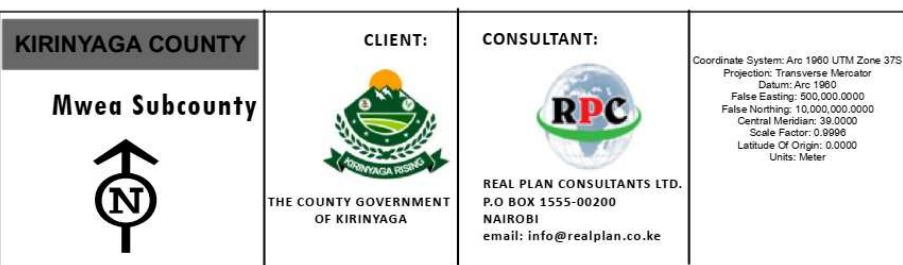 KIRINYAGA COUNTY
Mwea Subcounty
N
CLIENT:
KIRINYAGA RISING
THE COUNTY GOVERNMENT
OF KIRINYAGA
CONSULTANT:
RPC
REAL PLAN CONSULTANTS LTD.
P.O BOX 1555-00200
NAIROBI
email: info@realplan.co.ke
Coordinate System: Arc 1960 UTM Zone 37S
Projection: Transverse Mercator
Datum: Arc 1960
False Easting: 500,000.0000
False Northing: 10,000,000.0000
Central Meridian: 39.0000
Scale Factor: 0.9996
Latitude Of Origin: 0.0000
Units: Meter